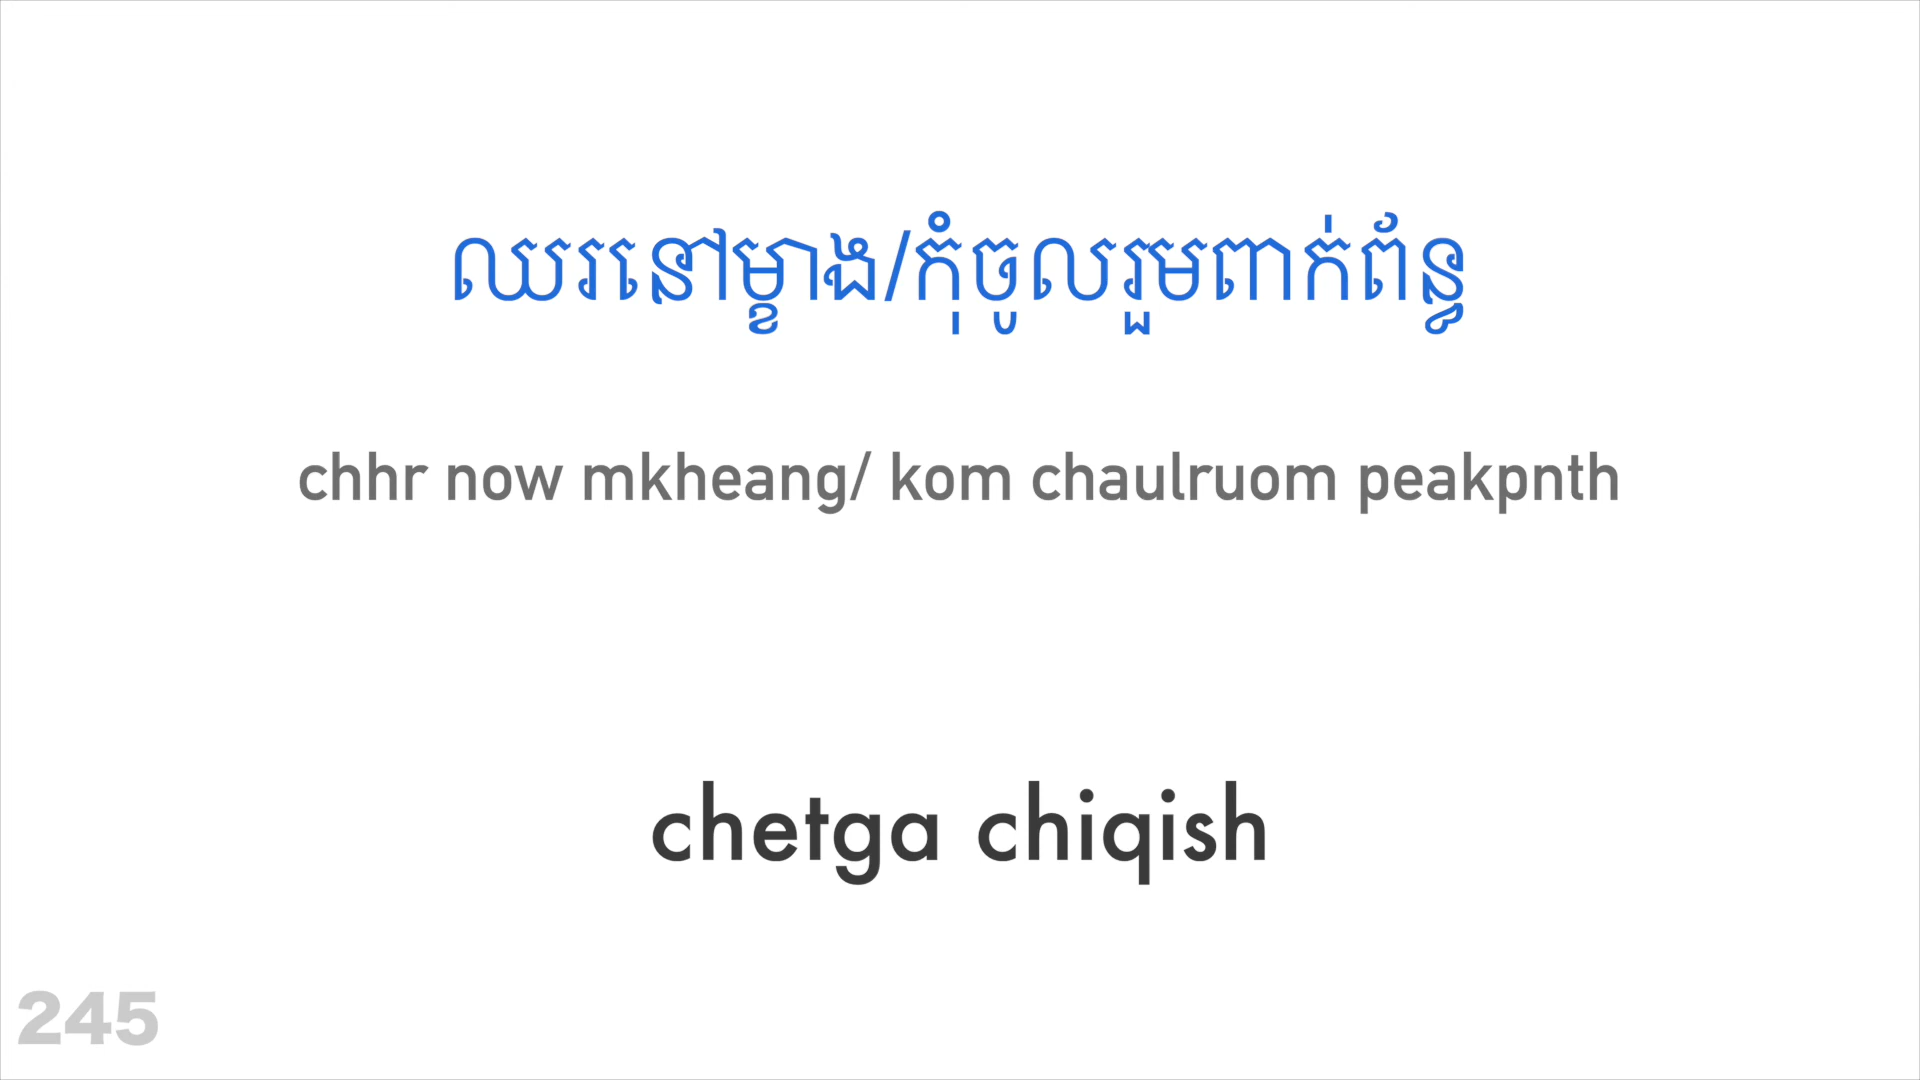 ឈរនៅម្ខាង/កុំចូលរួមពាក់ព័ន្ធ
chhr now mkheang/ kom chaulruom peakpnth
chetga chiqish
245